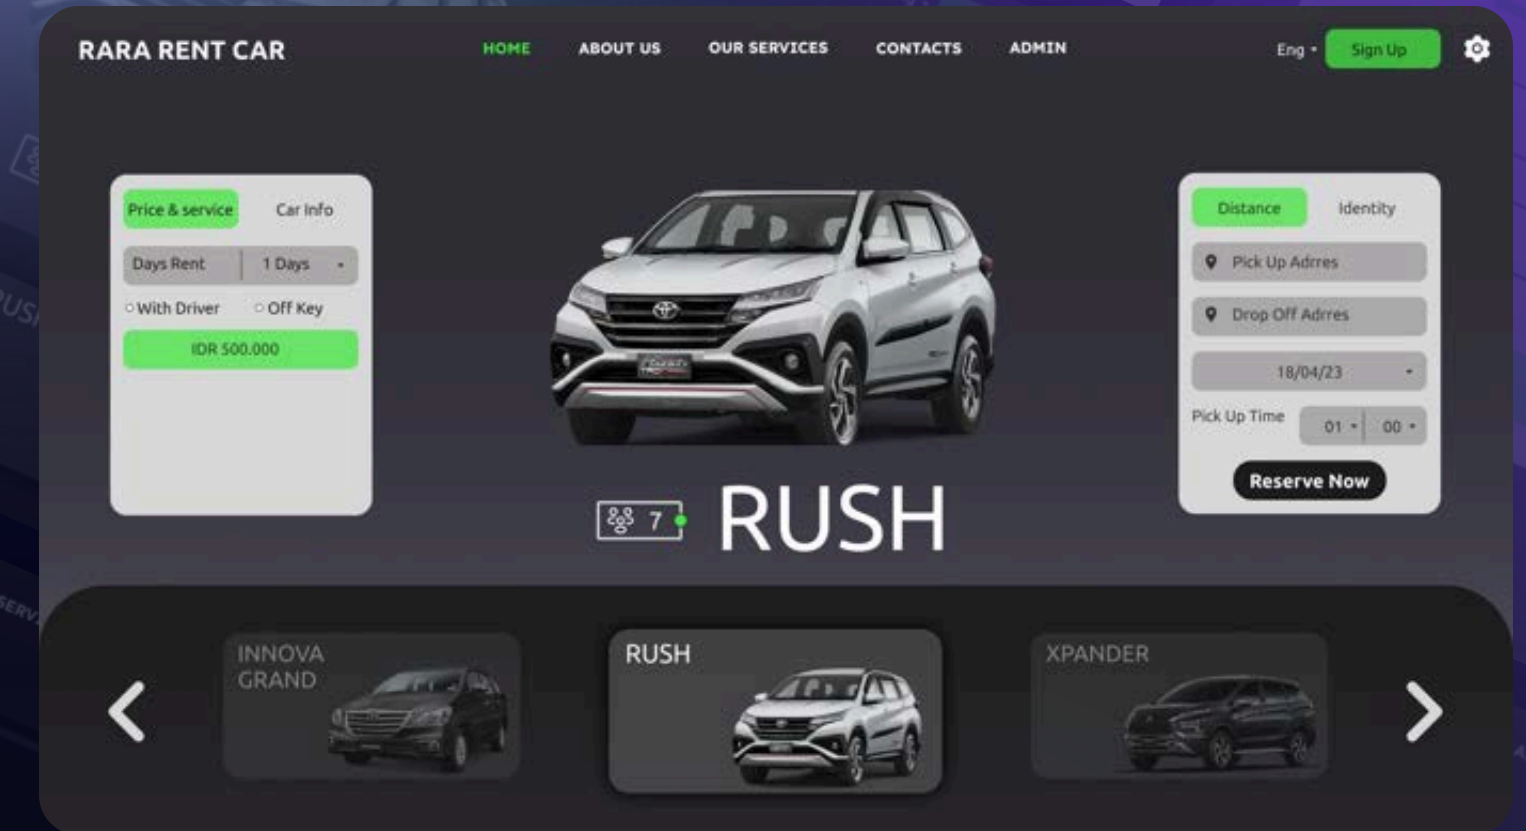 RARA RENT CAR
HOME
ABOUT US
OUR SERVICES
CONTACTS
ADMIN
Eng
Sign Up
Price & service
Car Info
Days Rent
1 Days
With Driver
Off Key
IDR 500.000
Distance
Identity
Pick Up Adrres
Drop Off Adrres
18/04/23
Pick Up Time
01
00
Reserve Now
7
RUSH
INNOVA
GRAND
RUSH
XPANDER